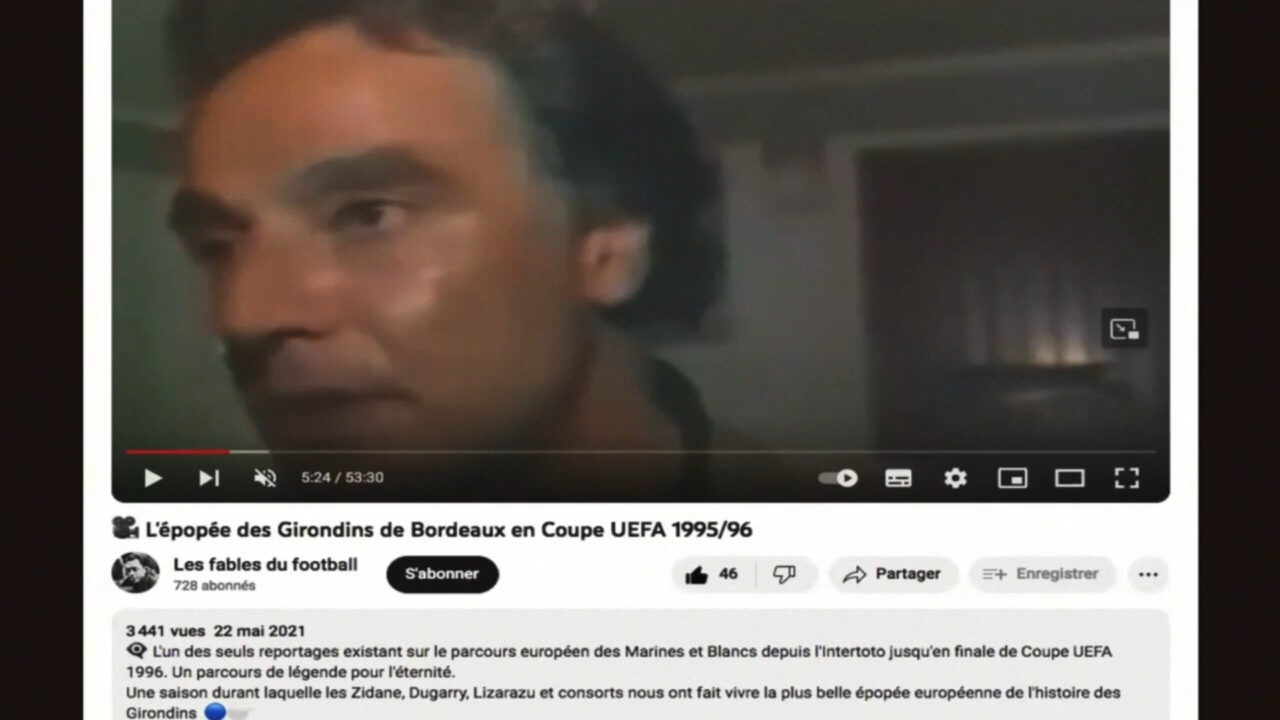 5:24 / 53:30
L'épopée des Girondins de Bordeaux en Coupe UEFA 1995/96
Les fables du football
728 abonnés
S'abonner
46
Partager
Enregistrer
3 441 vues 22 mai 2021
L'un des seuls reportages existant sur le parcours européen des Marines et Blancs depuis l'Intertoto jusqu'en finale de Coupe UEFA
1996. Un parcours de légende pour l'éternité.
Une saison durant laquelle les Zidane, Dugarry, Lizarazu et consorts nous ont fait vivre la plus belle épopée européenne de l'histoire des
Girondins